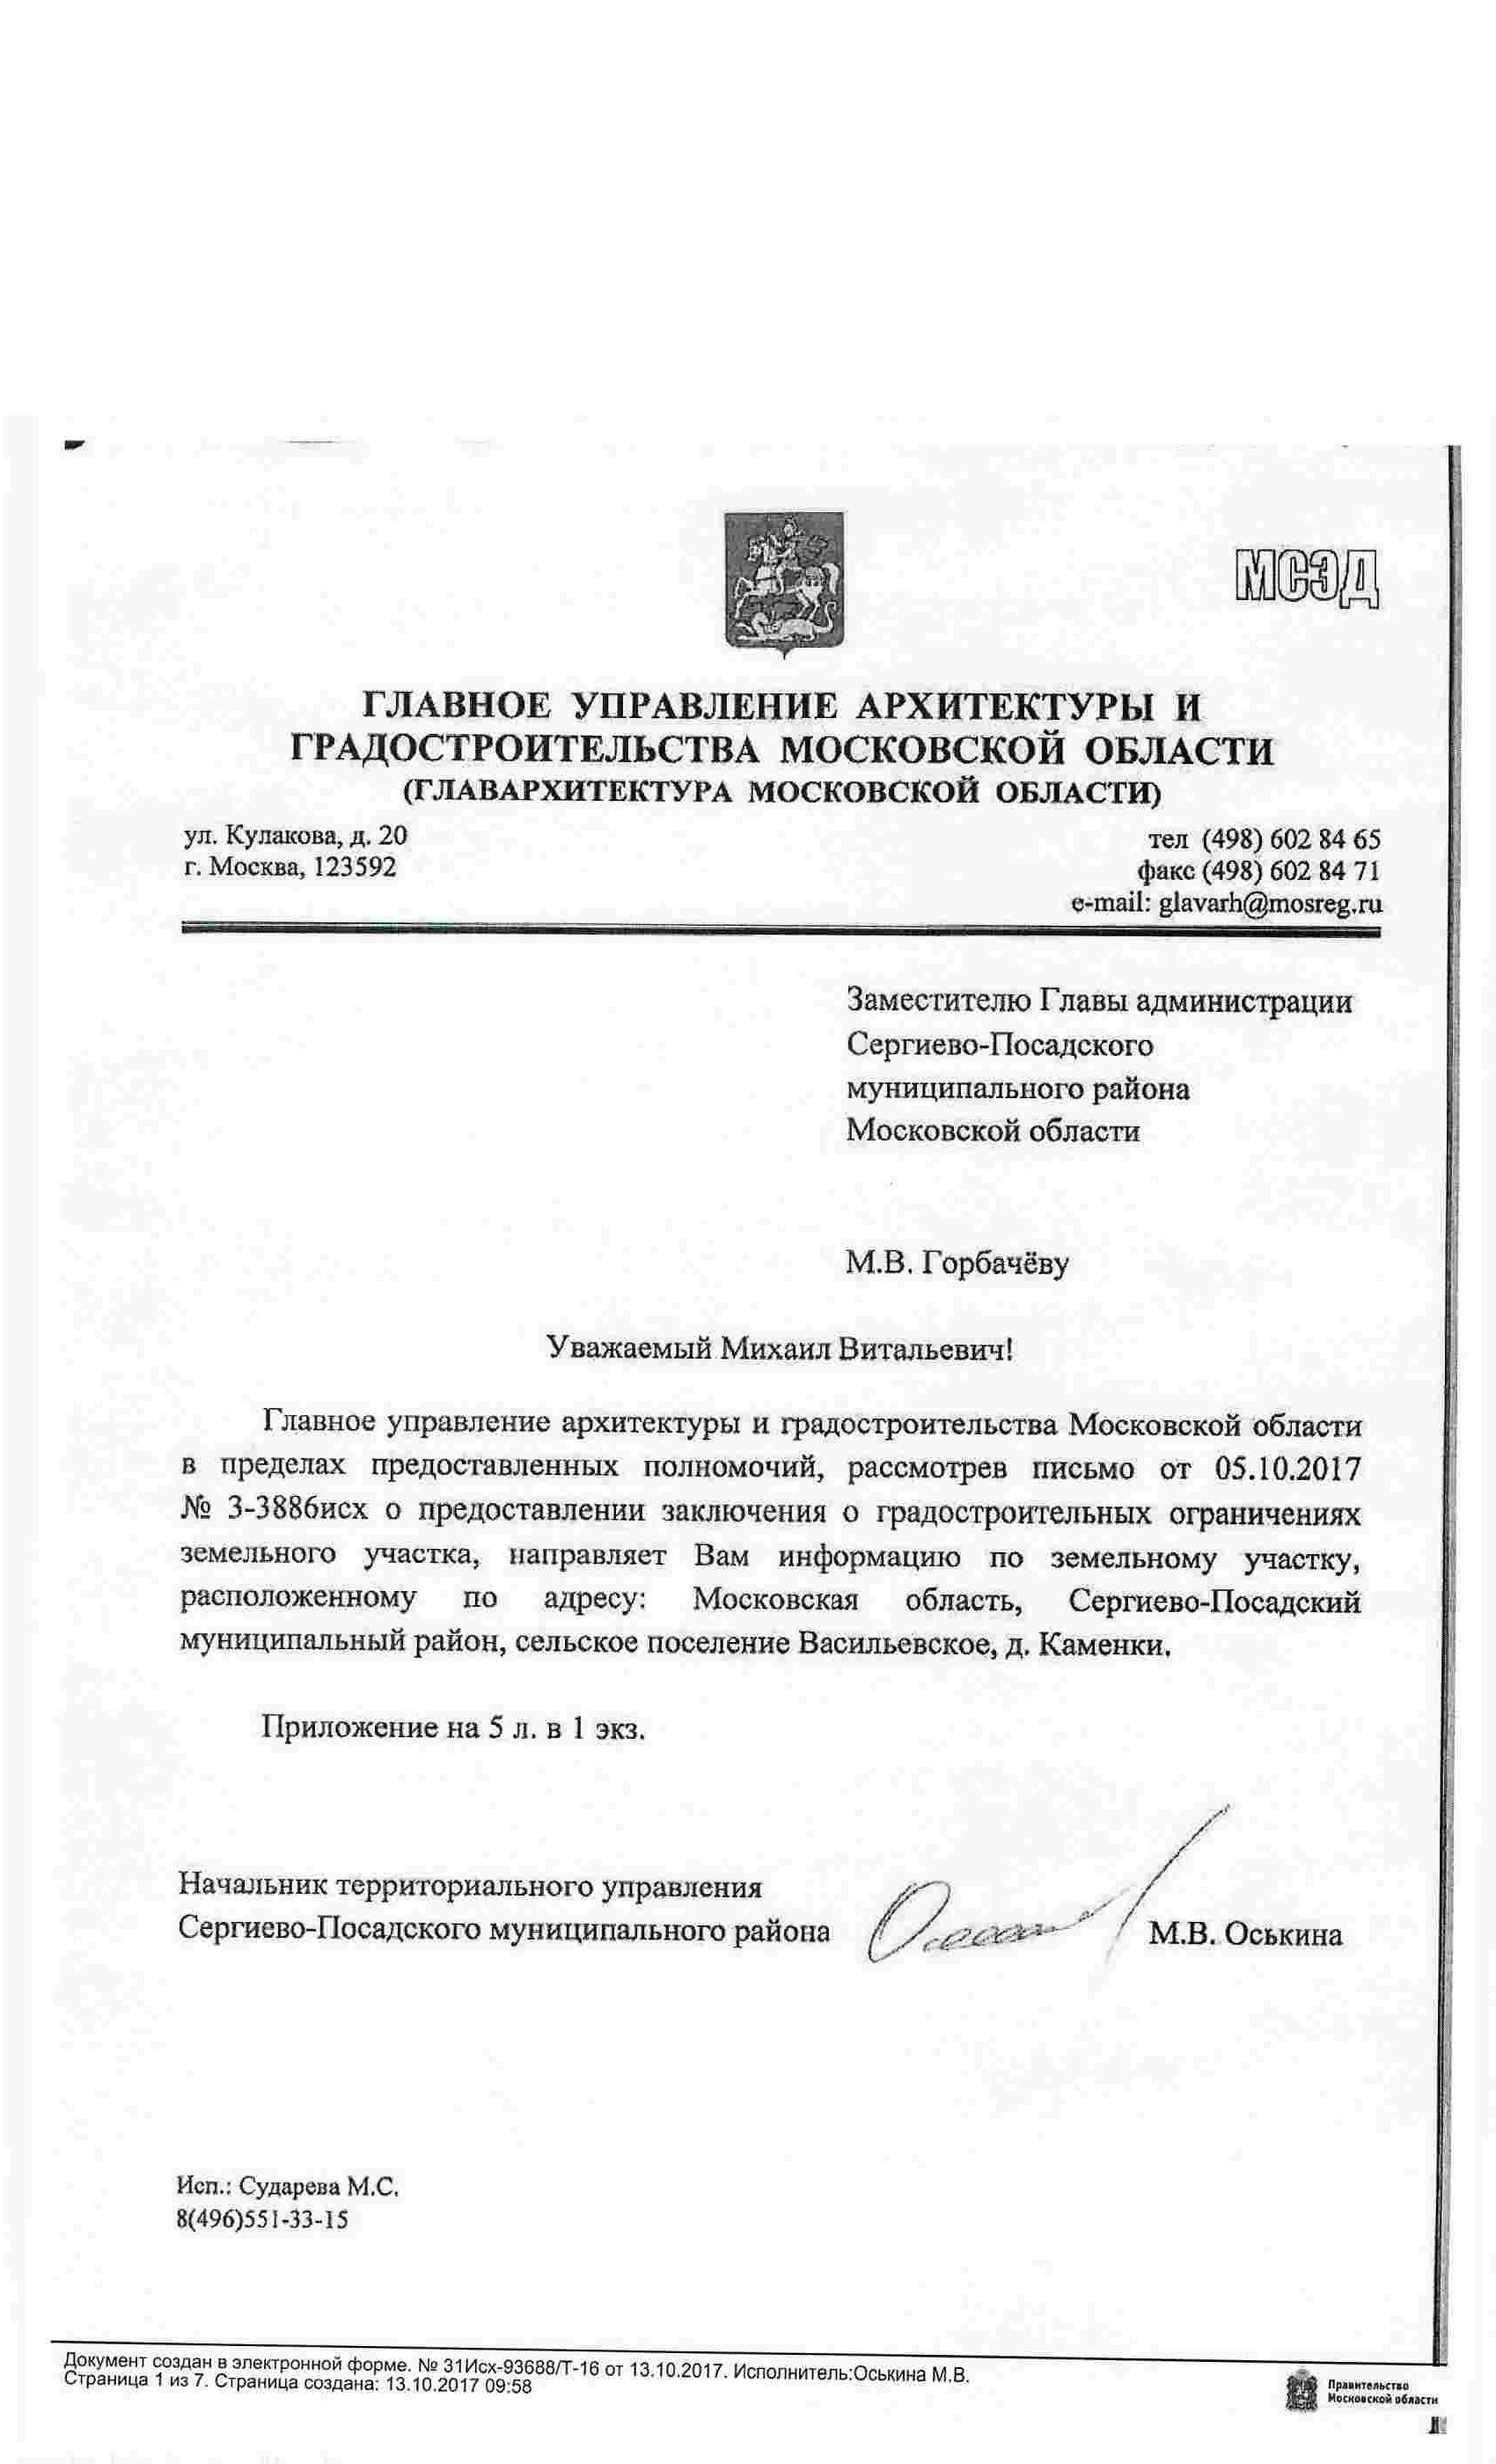 МСЭД
ГЛАВНОЕ УПРАВЛЕНИЕ АРХИТЕКТУРЫ И
ГРАДОСТРОИТЕЛЬСТВА МОСКОВСКОЙ ОБЛАСТИ
(ГЛАВАРХИТЕКТУРА МОСКОВСКОЙ ОБЛАСТИ)
ул. Кулакова, д. 20
г. Москва, 123592
тел (498) 602 84 65
факс (498) 602 84 71
e-mail: glavarh@mosreg.ru
Заместителю Главы администрации
Сергиево-Посадского
муниципального района
Московской области
М.В. Горбачёву
Уважаемый Михаил Витальевич!
Главное управление архитектуры и градостроительства Московской области
в пределах предоставленных полномочий, рассмотрев письмо от 05.10.2017
№ 3-3886исх о предоставлении заключения о градостроительных ограничениях
земельного участка, направляет Вам информацию по земельному участку,
расположенному по адресу: Московская область, Сергиево-Посадский
муниципальный район, сельское поселение Васильевское, д. Каменки.
Приложение на 5 л. в 1 экз.
Начальник территориального управления
Сергиево-Посадского муниципального района
М.В. Оськина
Исп.: Сударева М.С.
8(496)551-33-15
Документ создан в электронной форме. № 31Исх-93688/Т-16 от 13.10.2017. Исполнитель:Оськина М.В.
Страница 1 из 7. Страница создана: 13.10.2017 09:58
Правительство
Московской области